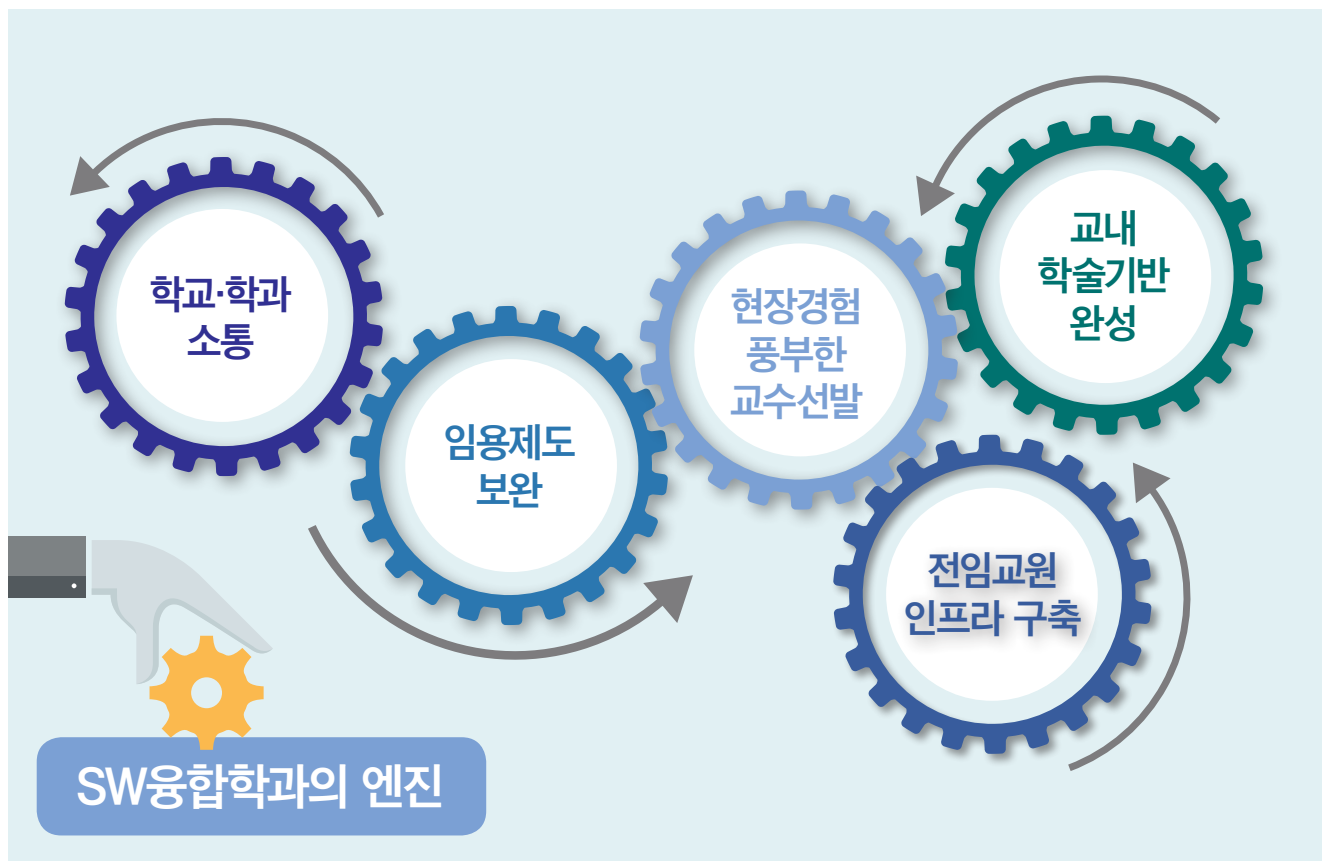 학교·학과
소통
임용제도
보완
현장경험
풍부한
교수선발
교내
학술기반
완성
전임교원
인프라 구축
SW융합학과의 엔진